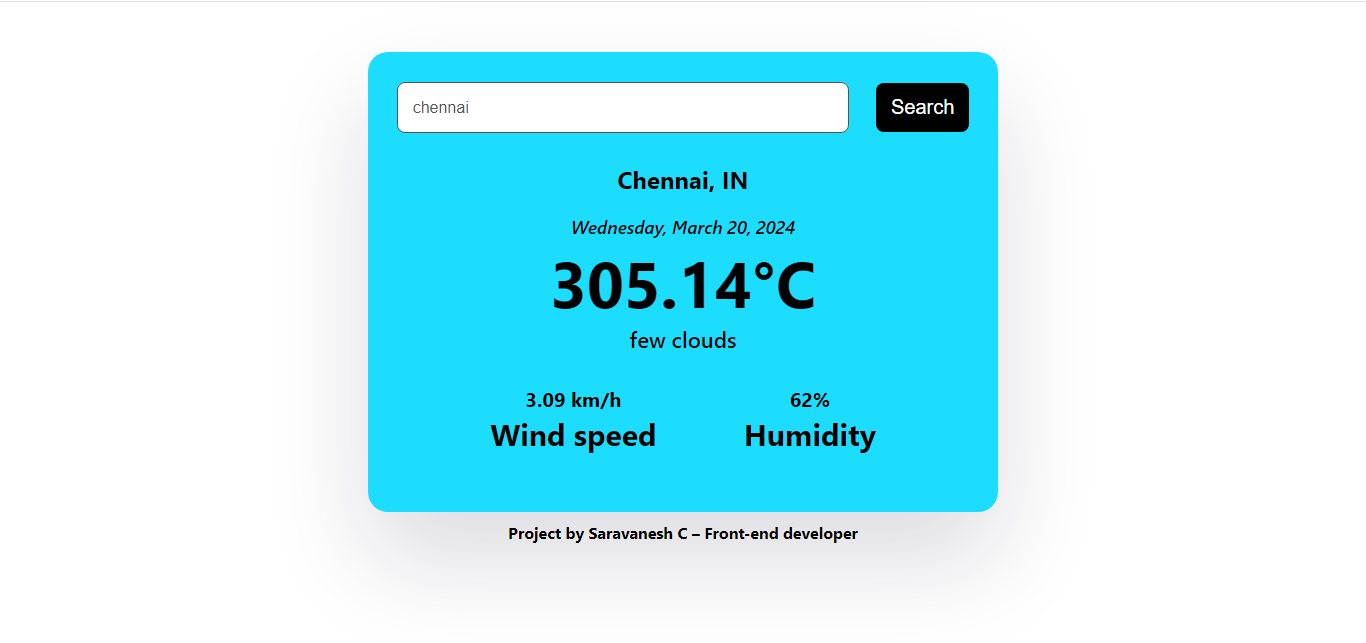 chennai
Search
Chennai, IN
Wednesday, March 20, 2024
305.14°C
few clouds
3.09 km/h
Wind speed
62%
Humidity
Project by Saravanesh C – Front-end developer